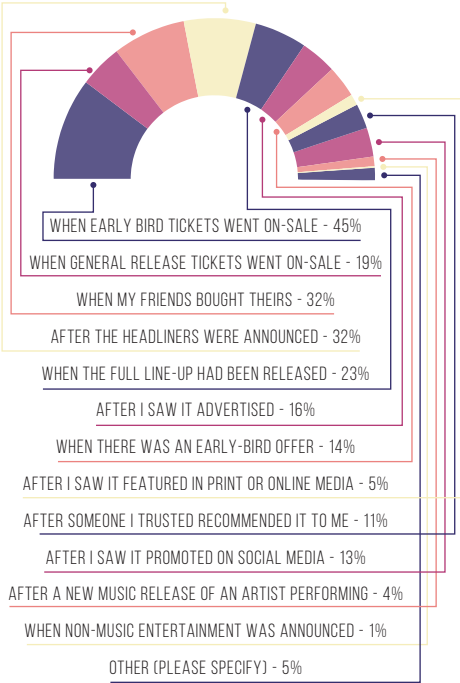 WHEN EARLY BIRD TICKETS WENT ON-SALE - 45%
WHEN GENERAL RELEASE TICKETS WENT ON-SALE - 19%
WHEN MY FRIENDS BOUGHT THEIRS - 32%
AFTER THE HEADLINERS WERE ANNOUNCED - 32%
WHEN THE FULL LINE-UP HAD BEEN RELEASED - 23%
AFTER I SAW IT ADVERTISED - 16%
WHEN THERE WAS AN EARLY-BIRD OFFER - 14%
AFTER I SAW IT FEATURED IN PRINT OR ONLINE MEDIA - 5%
AFTER SOMEONE I TRUSTED RECOMMENDED IT TO ME - 11%
AFTER I SAW IT PROMOTED ON SOCIAL MEDIA - 13%
AFTER A NEW MUSIC RELEASE OF AN ARTIST PERFORMING - 4%
WHEN NON-MUSIC ENTERTAINMENT WAS ANNOUNCED - 1%
OTHER (PLEASE SPECIFY) - 5%